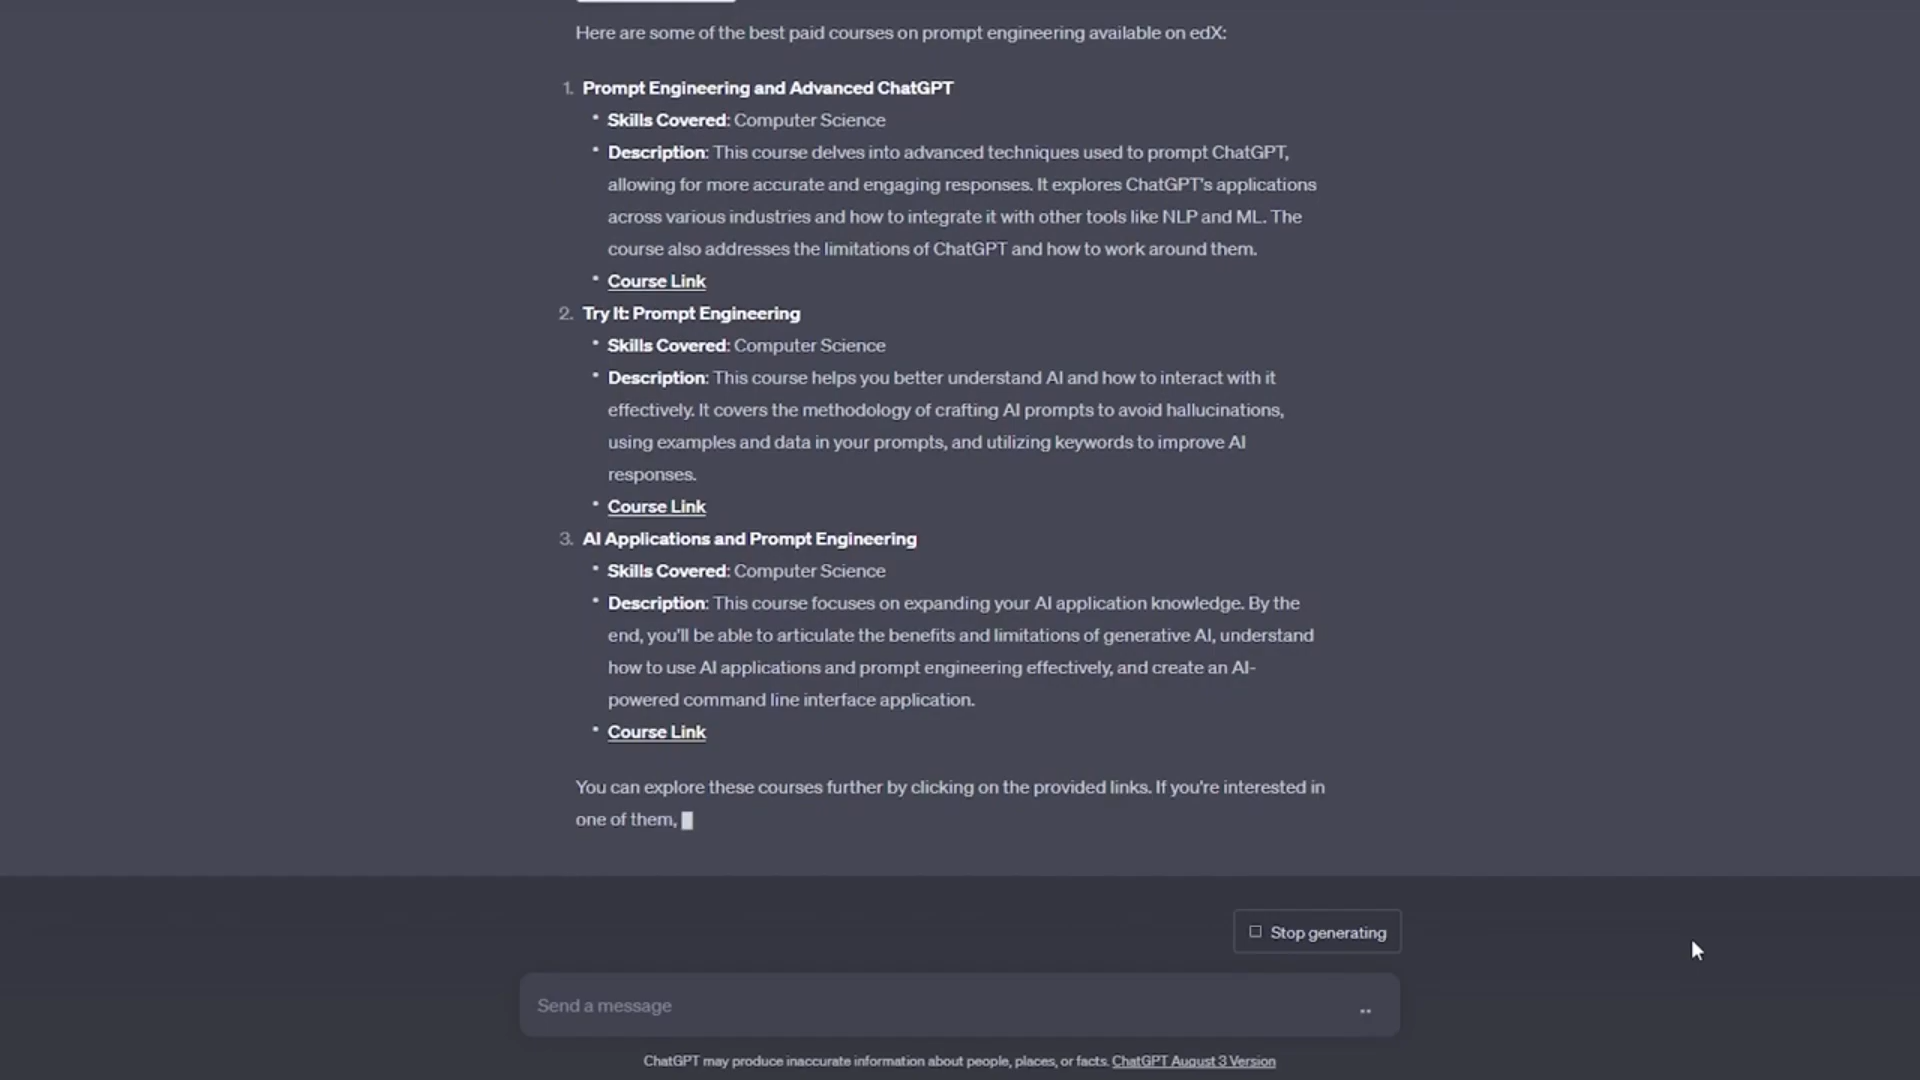 Here are some of the best paid courses on prompt engineering available on edX:
1. Prompt Engineering and Advanced ChatGPT
• Skills Covered: Computer Science
• Description: This course delves into advanced techniques used to prompt ChatGPT,
allowing for more accurate and engaging responses. It explores ChatGPT's applications
across various industries and how to integrate it with other tools like NLP and ML. The
course also addresses the limitations of ChatGPT and how to work around them.
• Course Link
2. Try It: Prompt Engineering
• Skills Covered: Computer Science
• Description: This course helps you better understand AI and how to interact with it
effectively. It covers the methodology of crafting AI prompts to avoid hallucinations,
using examples and data in your prompts, and utilizing keywords to improve AI
responses.
• Course Link
3. AI Applications and Prompt Engineering
• Skills Covered: Computer Science
• Description: This course focuses on expanding your AI application knowledge. By the
end, you'll be able to articulate the benefits and limitations of generative AI, understand
how to use AI applications and prompt engineering effectively, and create an AI-
powered command line interface application.
• Course Link
You can explore these courses further by clicking on the provided links. If you're interested in
one of them,
Stop generating
Send a message
ChatGPT may produce inaccurate information about people, places, or facts. ChatGPT August 3 Version